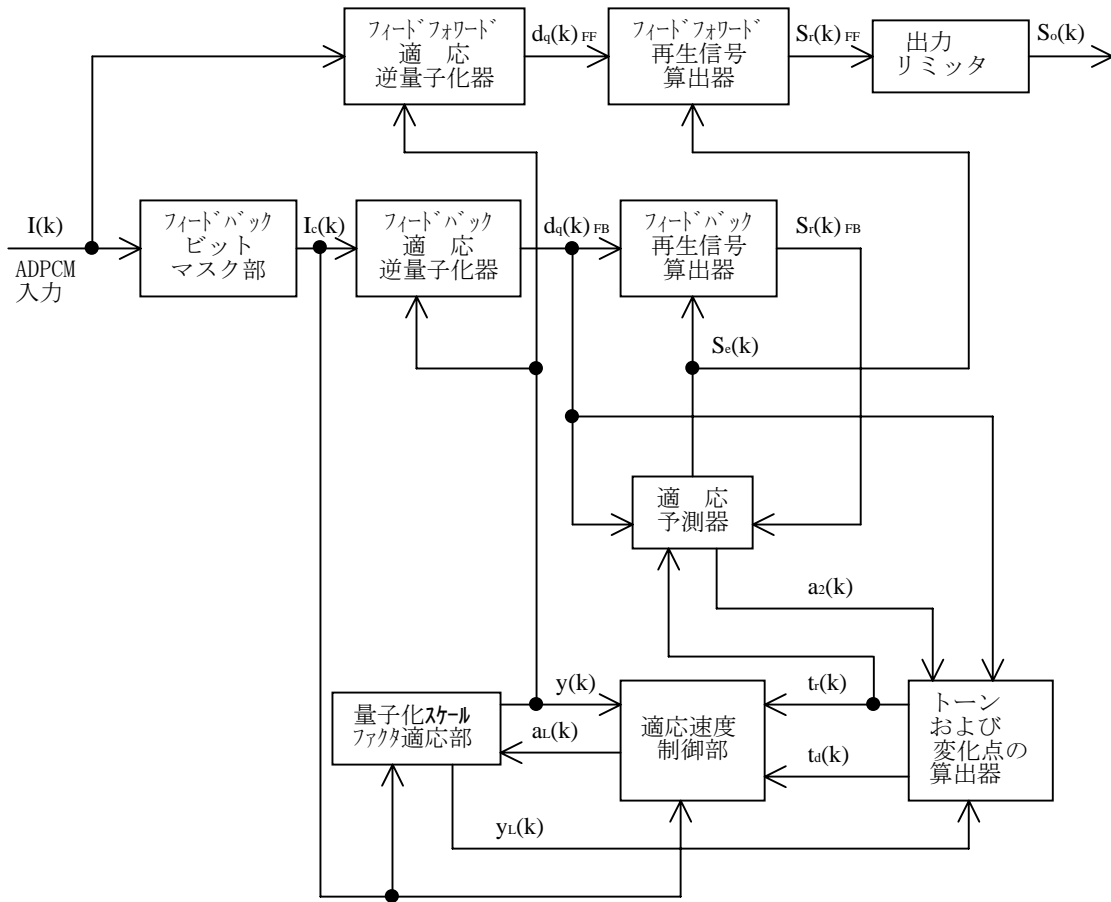 フィードフォワード
適 応
逆量子化器
dq(k) FF
フィードフォワード
再生信号
算出器
Sr(k) FF
出力
リミッタ
So(k)
I(k)
ADPCM
入力
フィードバック
ビット
マスク部
Ic(k)
フィードバック
適 応
逆量子化器
dq(k) FB
フィードバック
再生信号
算出器
Sr(k) FB
Se(k)
適 応
予測器
a2(k)
量子化スケール
ファクタ適応部
y(k)
aL(k)
適応速度
制御部
tr(k)
td(k)
トーン
および
変化点の
算出器
yL(k)